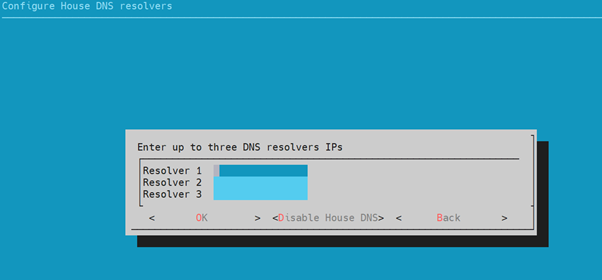 Configure House DNS resolvers
Enter up to three DNS resolvers IPs
Resolver 1
Resolver 2
Resolver 3
< OK > <Disable House DNS> < Back >